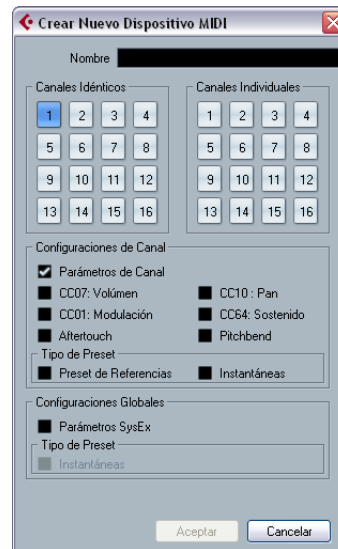 Crear Nuevo Dispositivo MIDI
Nombre
Canales Idénticos Canales Individuales
1 2 3 4 1 2 3 4
5 6 7 8 5 6 7 8
9 10 11 12 9 10 11 12
13 14 15 16 13 14 15 16
Configuraciones de Canal
Parámetros de Canal
CC07: Volúmen CC10 : Pan
CC01: Modulación CC64: Sostenido
Aftertouch Pitchbend
Tipo de Preset
Preset de Referencias Instantáneas
Configuraciones Globales
Parámetros SysEx
Tipo de Preset
Instantáneas
Aceptar Cancelar